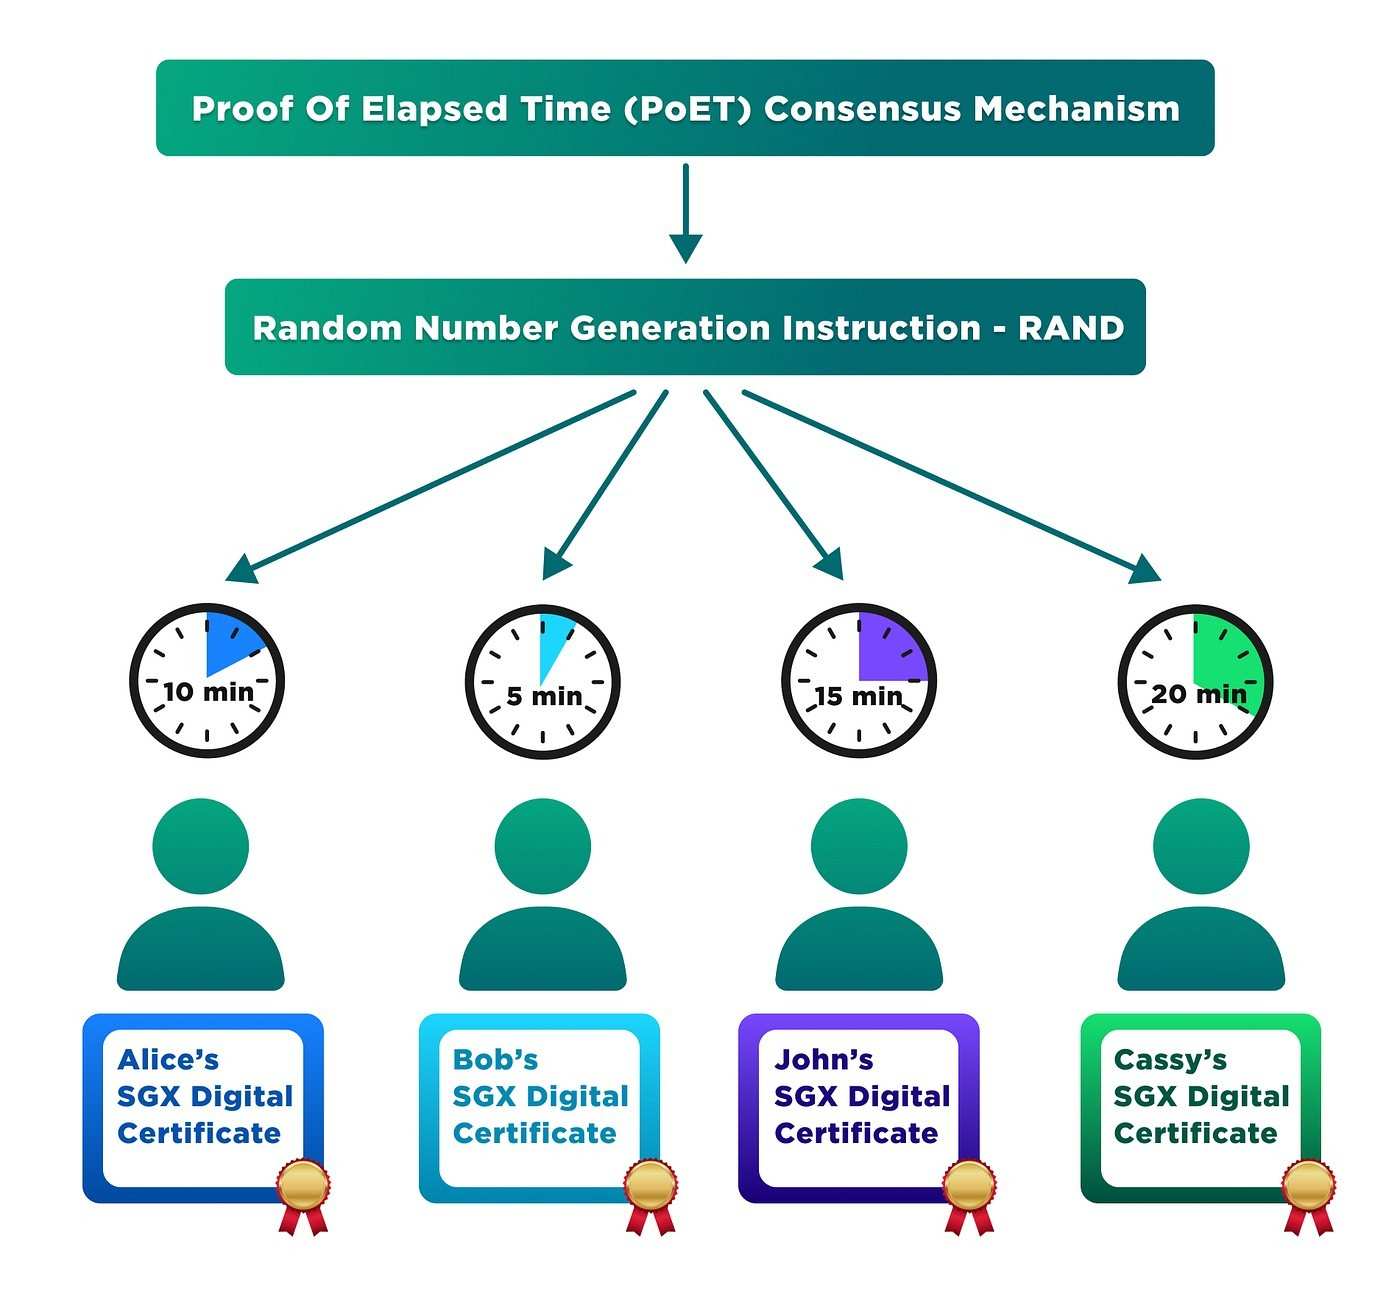 Proof Of Elapsed Time (PoET) Consensus Mechanism
Random Number Generation Instruction - RAND
10 min
5 min
15 min
20 min
Alice’s
SGX Digital
Certificate
Bob’s
SGX Digital
Certificate
John’s
SGX Digital
Certificate
Cassy’s
SGX Digital
Certificate